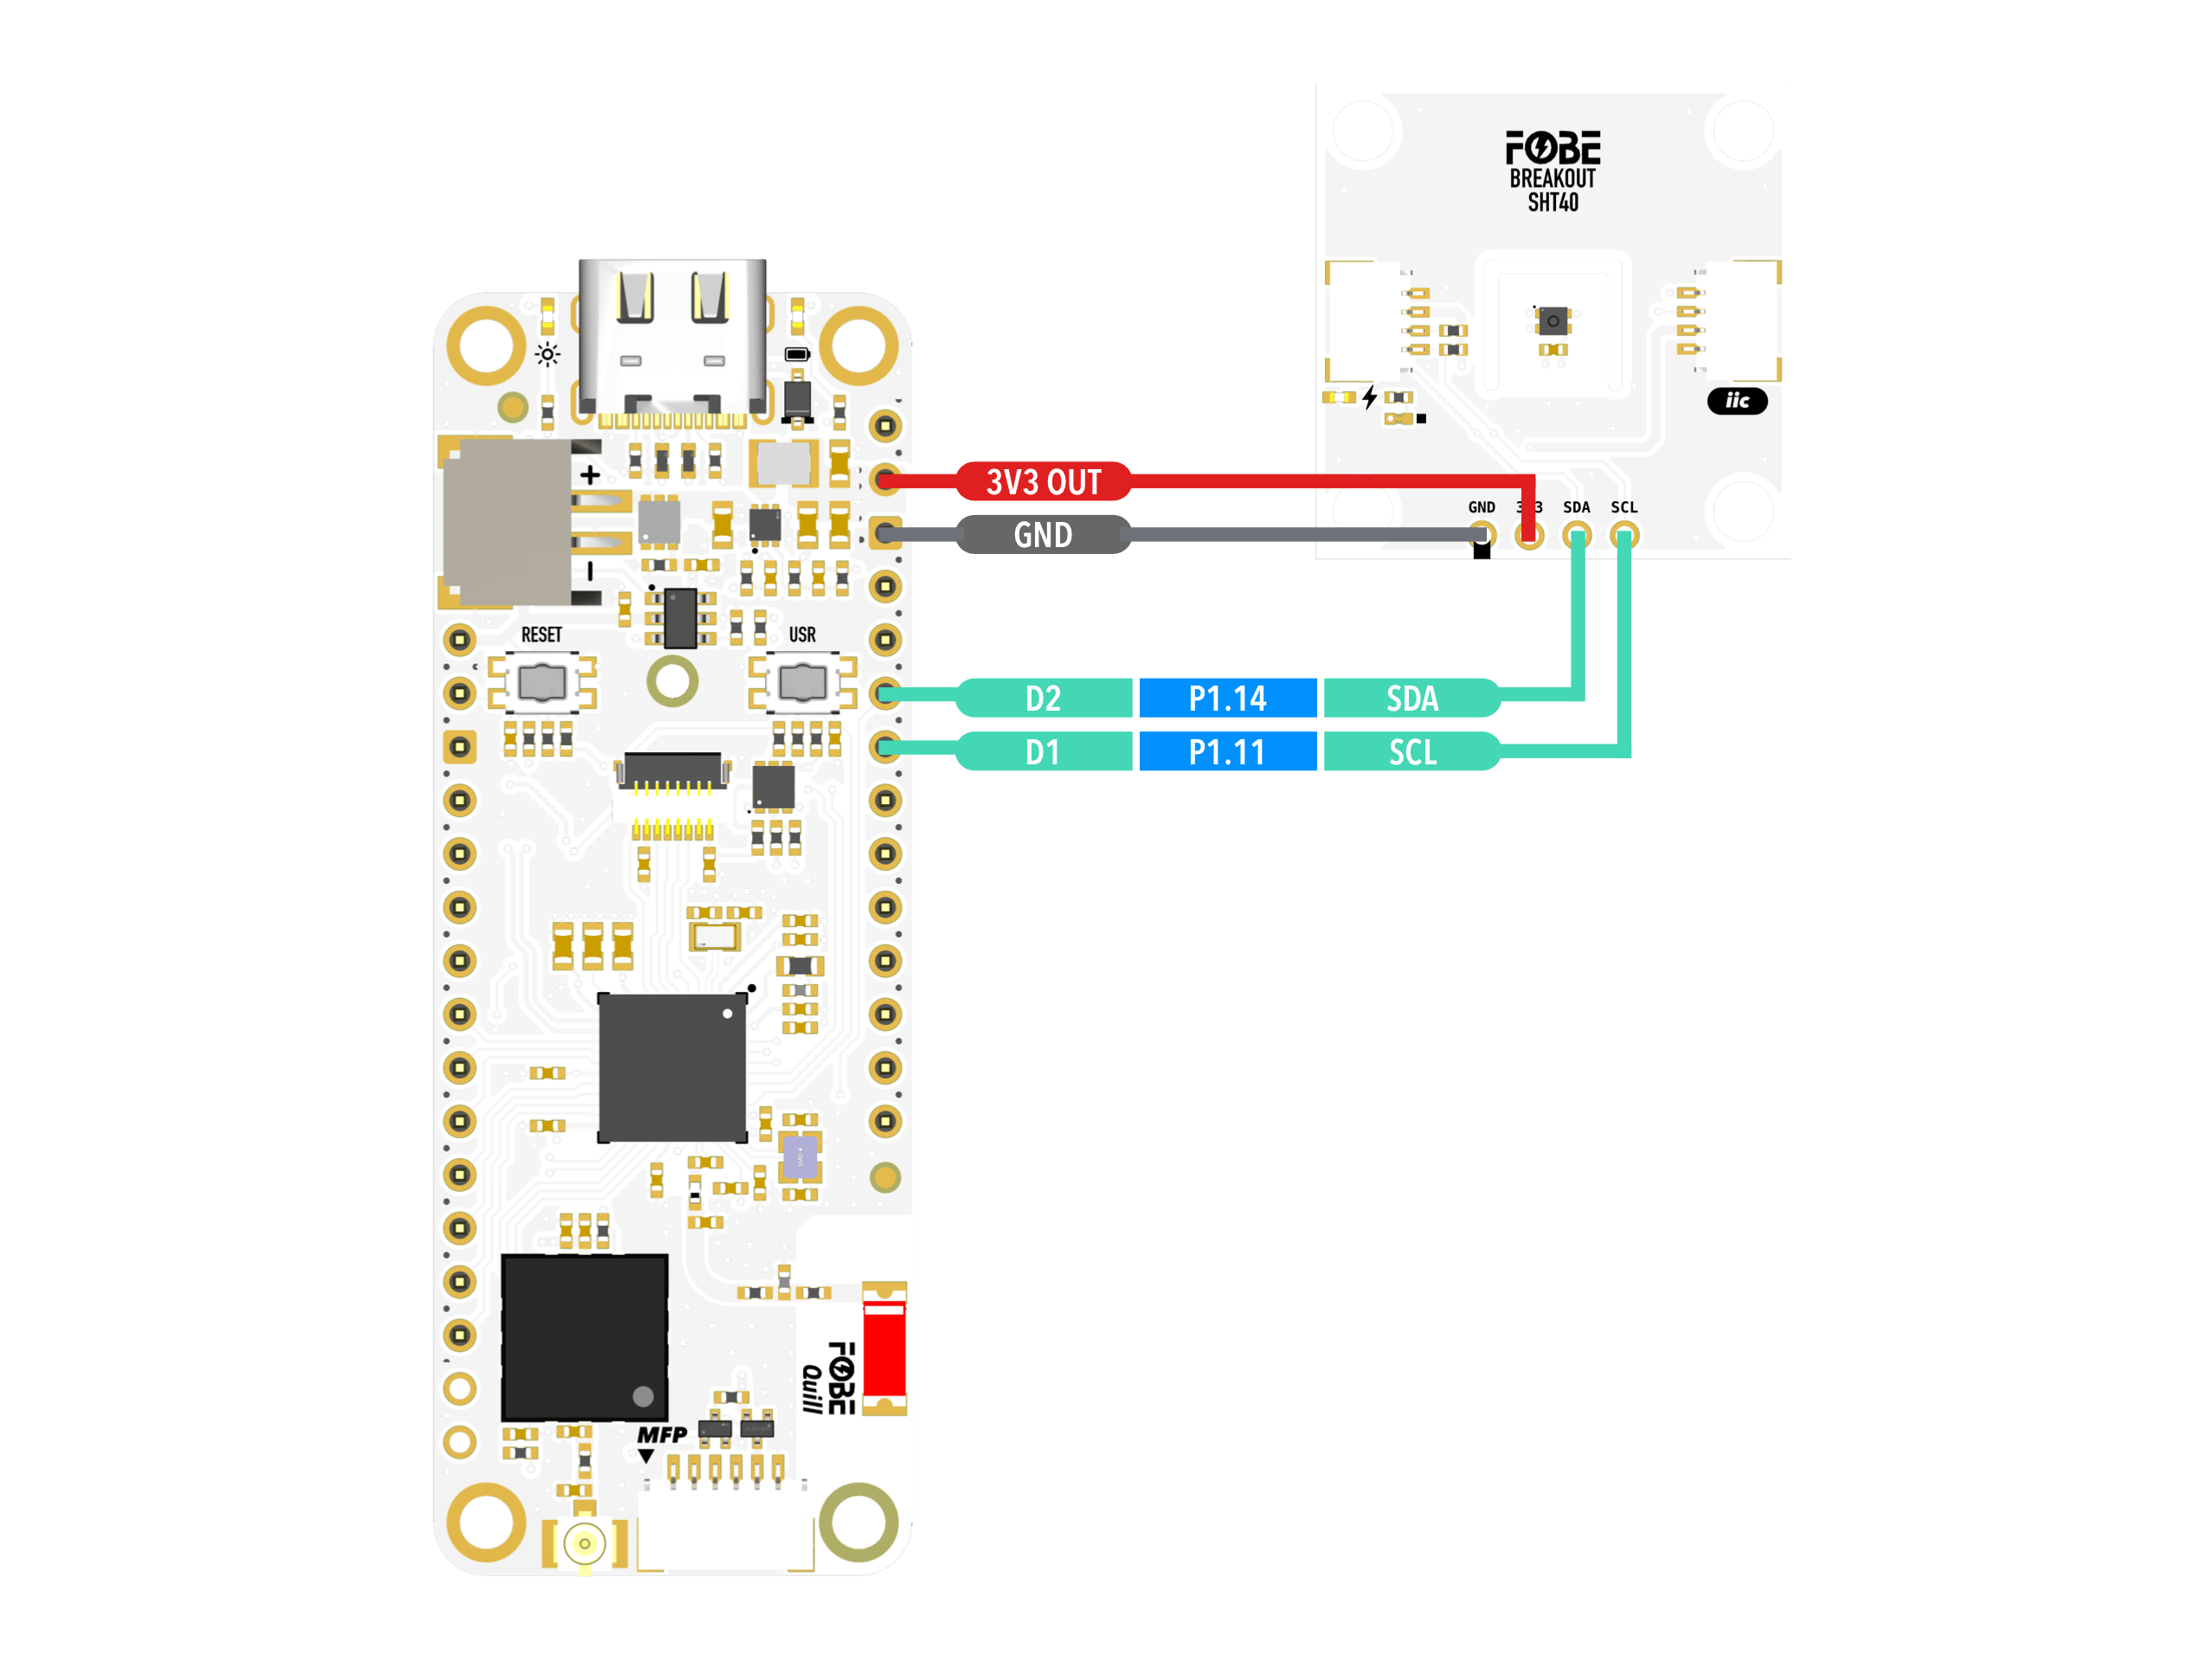 FOBE
BREAKOUT
SHT40
iic
+
−
3V3 OUT
GND
GND 3V3 SDA SCL
RESET
USR
D2 P1.14 SDA
D1 P1.11 SCL
FOBE
Quill
MFP